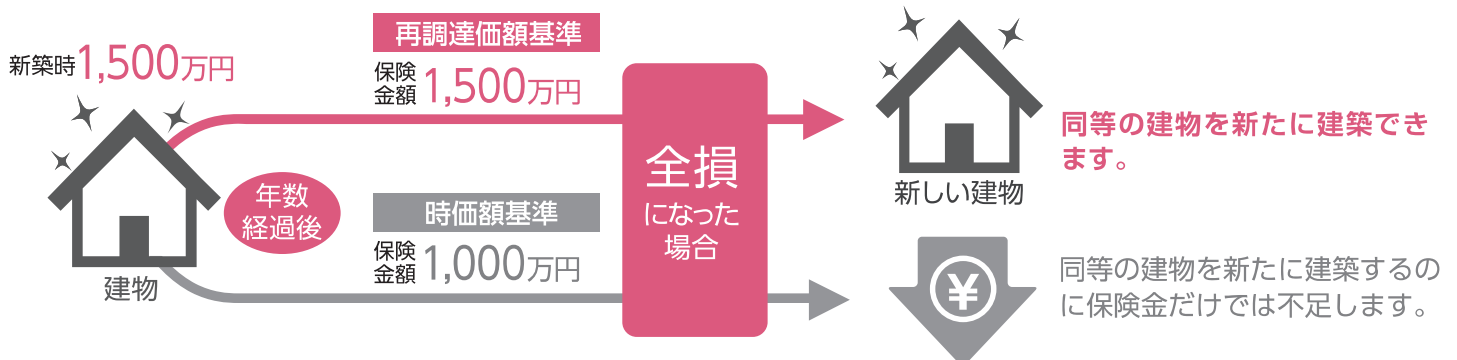 新築時1,500万円
建物
年数
経過後
再調達価額基準
保険
金額1,500万円
時価額基準
保険
金額1,000万円
全損
になった
場合
新しい建物
同等の建物を新たに建築でき
ます。
¥
同等の建物を新たに建築するの
に保険金だけでは不足します。